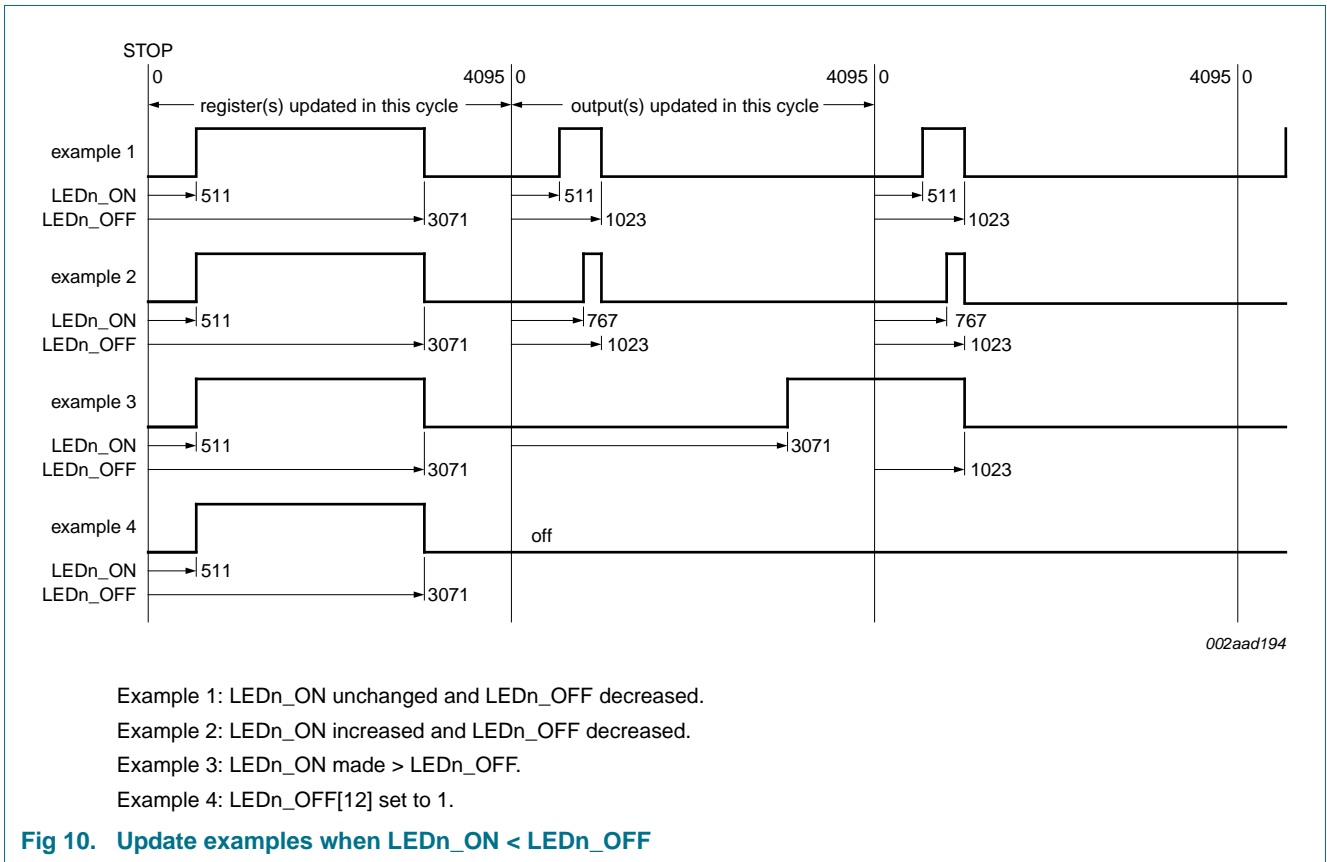 STOP
0 4095 0 4095 0 4095 0
register(s) updated in this cycle output(s) updated in this cycle
example 1
LEDn_ON 511 511 511
LEDn_OFF 3071 1023 1023
example 2
LEDn_ON 511 767 767
LEDn_OFF 3071 1023 1023
example 3
LEDn_ON 511 3071
LEDn_OFF 3071 1023
example 4 off
LEDn_ON 511
LEDn_OFF 3071
002aad194
Example 1: LEDn_ON unchanged and LEDn_OFF decreased.
Example 2: LEDn_ON increased and LEDn_OFF decreased.
Example 3: LEDn_ON made > LEDn_OFF.
Example 4: LEDn_OFF[12] set to 1.
Fig 10. Update examples when LEDn_ON < LEDn_OFF